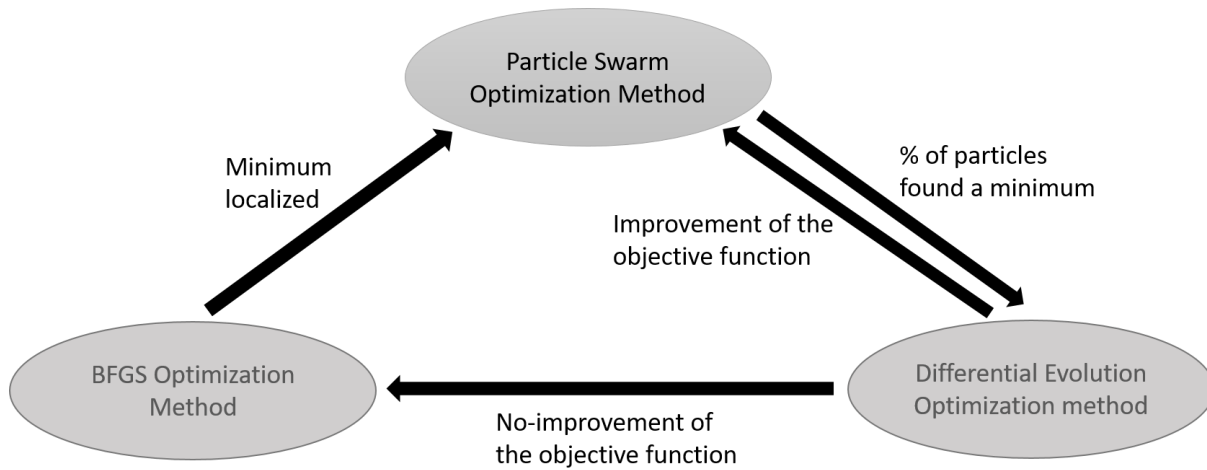 Particle Swarm
Optimization Method
Minimum
localized
% of particles
found a minimum
Improvement of the
objective function
BFGS Optimization
Method
Differential Evolution
Optimization method
No-improvement of
the objective function